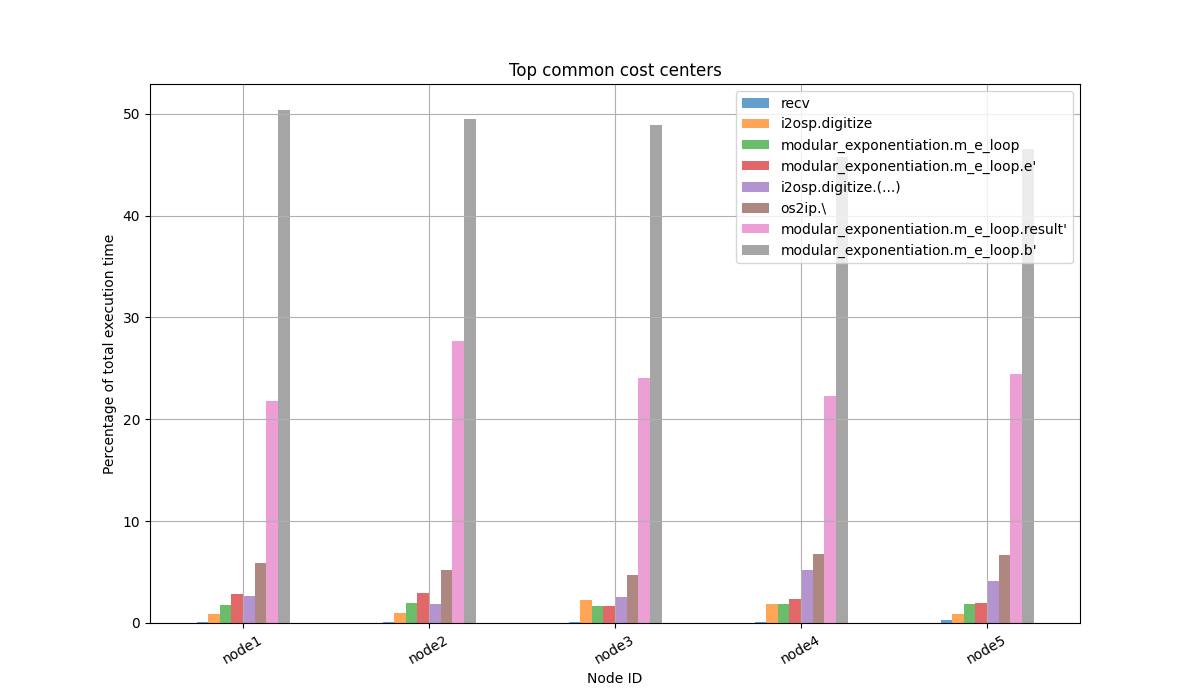 Top common cost centers
Percentage of total execution time
50
40
30
20
10
0
recv
i2osp.digitize
modular_exponentiation.m_e_loop
modular_exponentiation.m_e_loop.e'
i2osp.digitize.(...)
os2ip.\
modular_exponentiation.m_e_loop.result'
modular_exponentiation.m_e_loop.b'
node1
node2
node3
node4
node5
Node ID